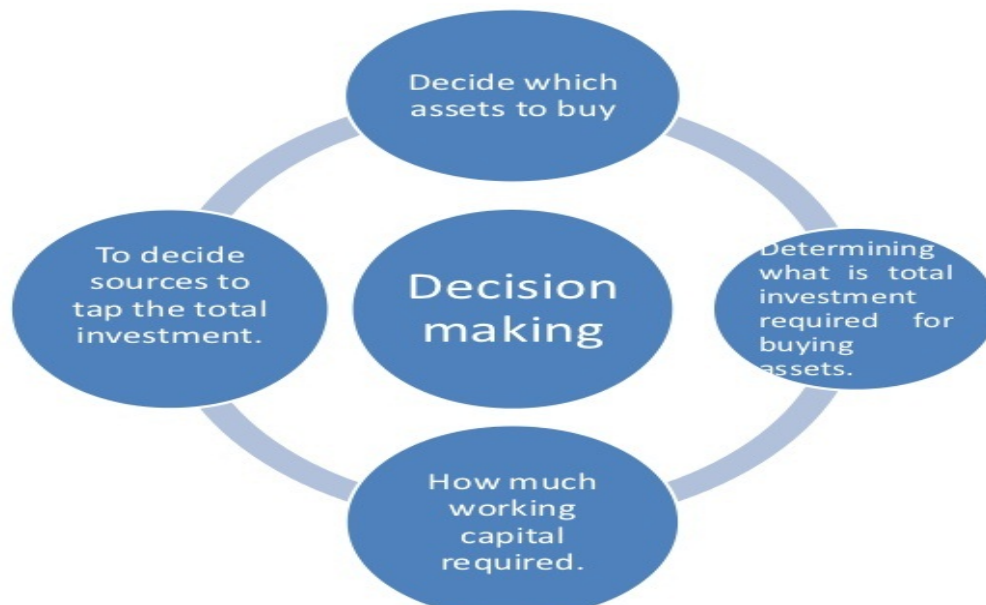 Decide which
assets to buy
Determining
what is total
investment
required for
buying
assets.
How much
working
capital
required.
To decide
sources to
tap the total
investment.
Decision
making